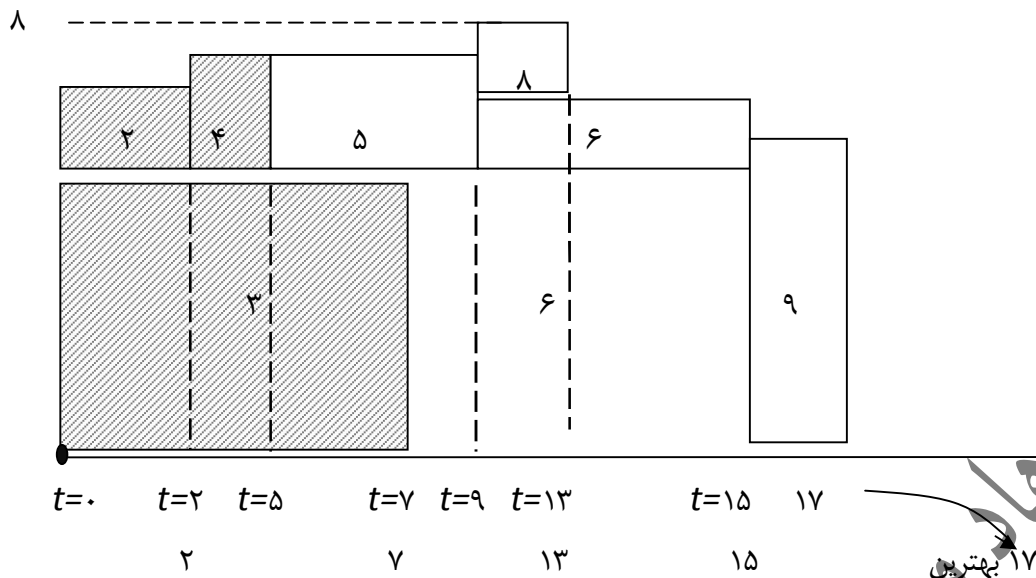 ۸
۸
۲ ۴ ۵ ۶
۳ ۶ ۹
t=۰ t=۲ t=۵ t=۷ t=۹ t=۱۳ t=۱۵ ۱۷
۲ ۷ ۱۳ ۱۵ ۱۷ بهترین